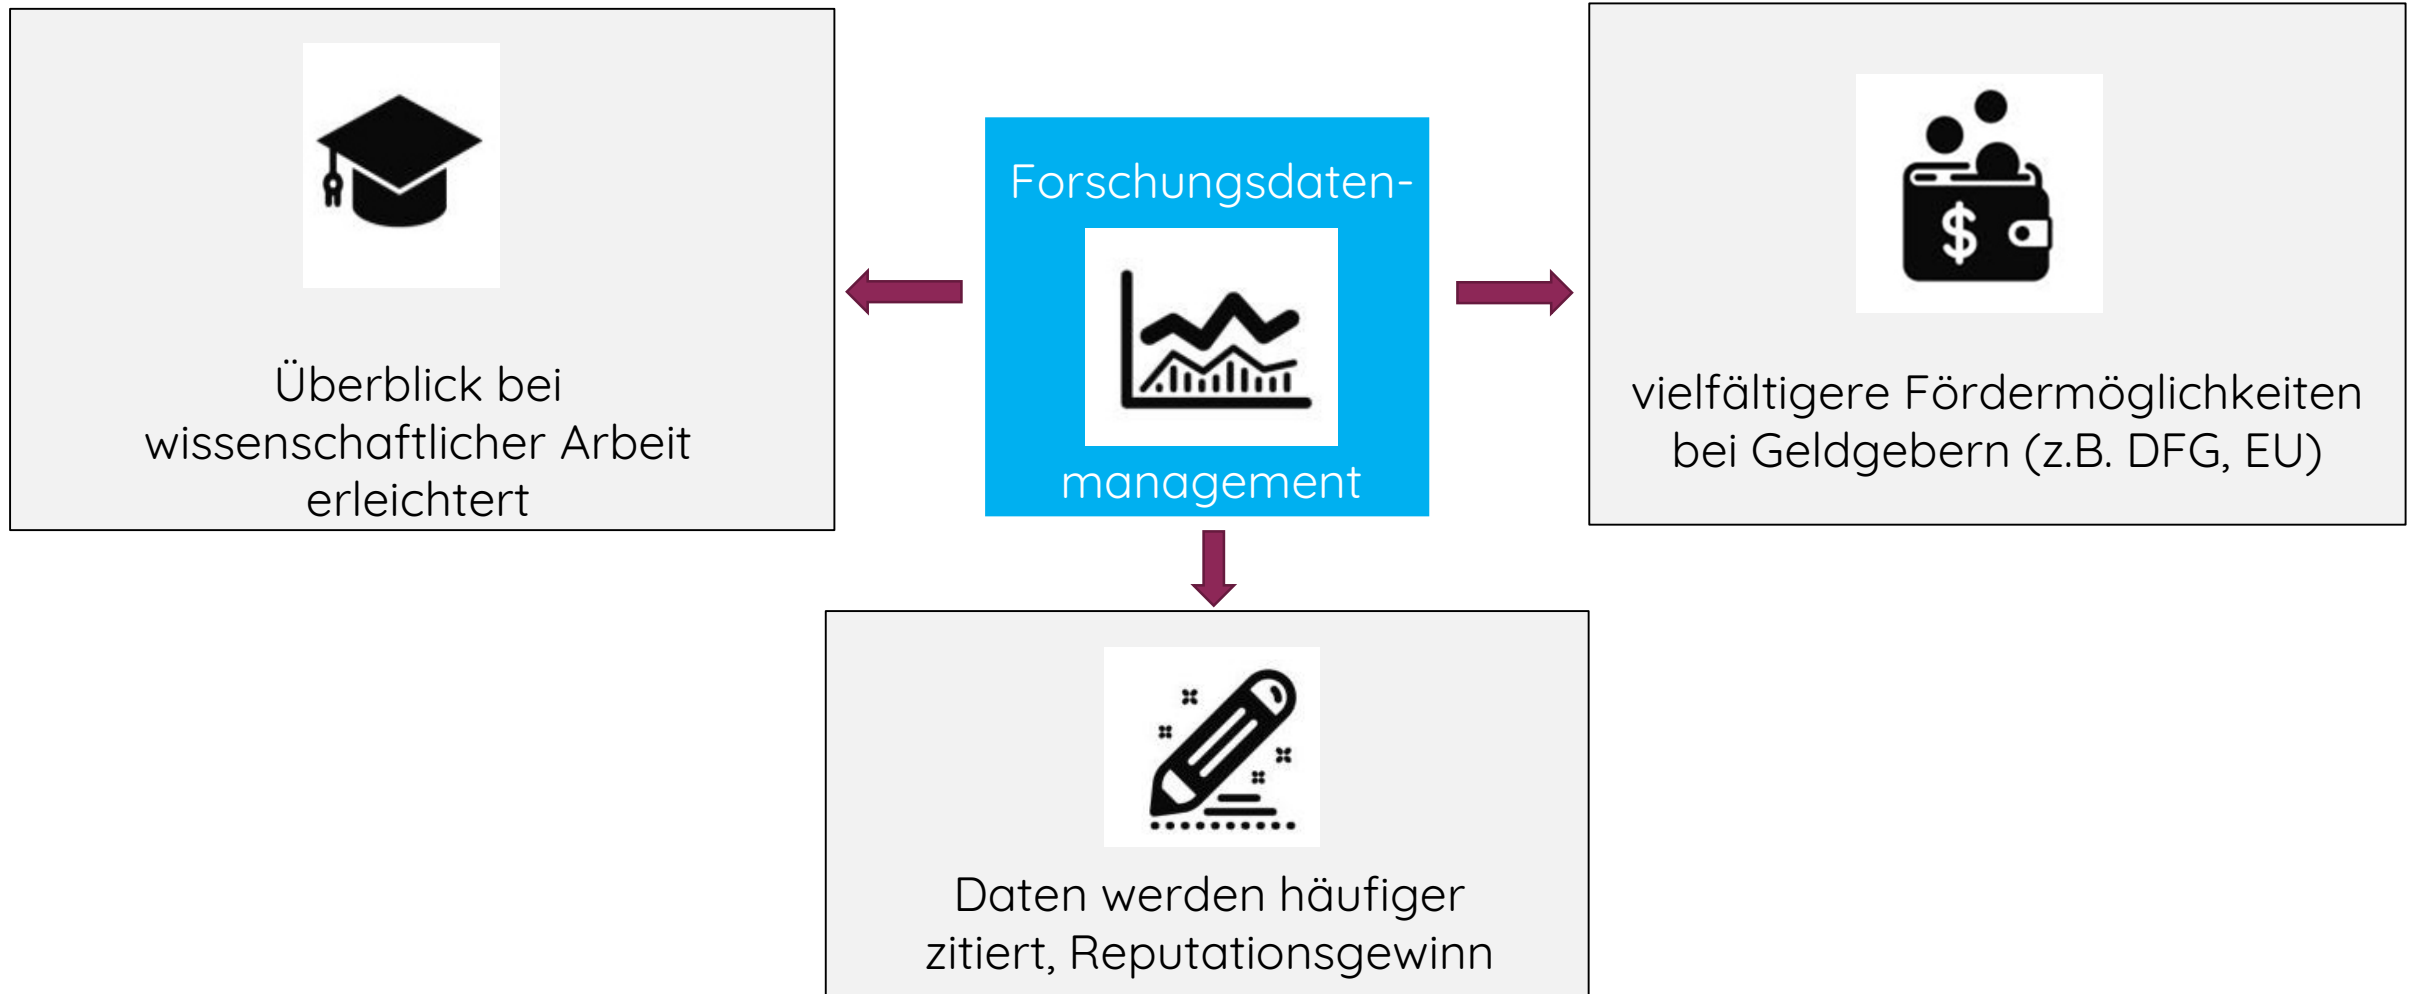 Forschungsdaten-
management
Überblick bei
wissenschaftlicher Arbeit
erleichtert
$
vielfältigere Fördermöglichkeiten
bei Geldgebern (z.B. DFG, EU)
Daten werden häufiger
zitiert, Reputationsgewinn